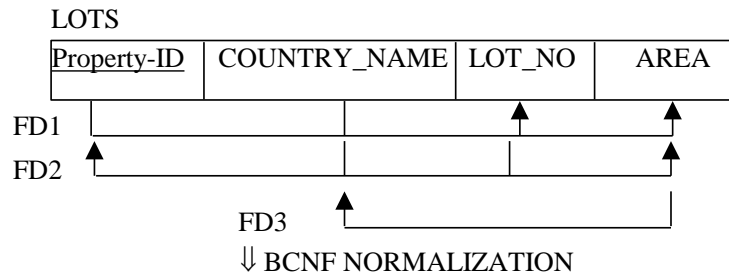 LOTS
Property-ID COUNTRY_NAME LOT_NO AREA
FD1
FD2
FD3
⇓ BCNF NORMALIZATION